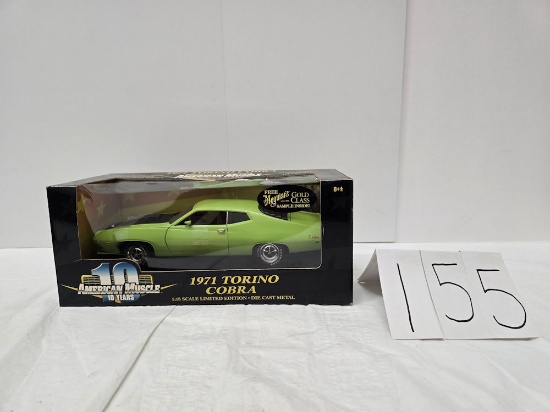 FREE
Meguiar's GOLD
CLASS
SAMPLE INSIDE!
8+
10
AMERICAN MUSCLE
10 YEARS
1971 TORINO
COBRA
1:18 SCALE LIMITED EDITION • DIE CAST METAL
155